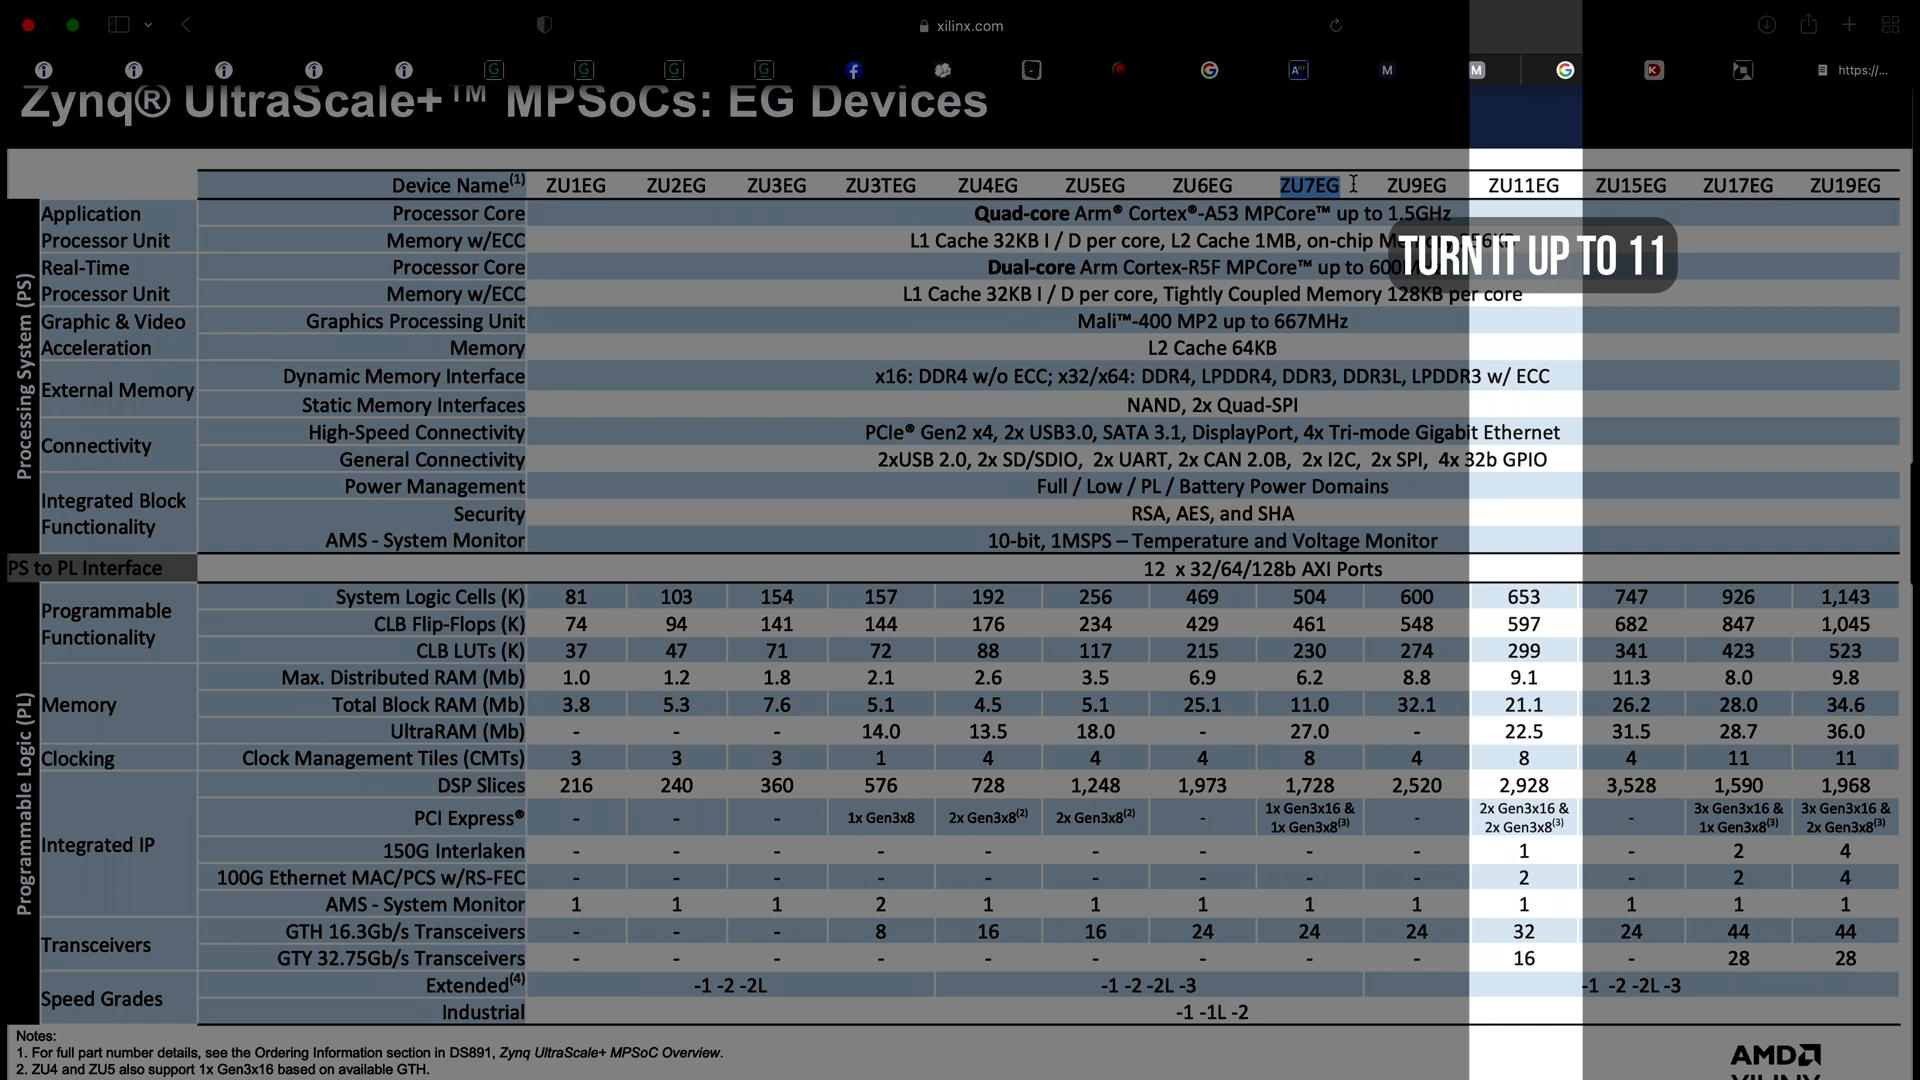 xilinx.com
https://...
Zynq® UltraScale+™ MPSoCs: EG Devices
Device Name(1) ZU1EG ZU2EG ZU3EG ZU3TEG ZU4EG ZU5EG ZU6EG ZU7EG ZU9EG ZU11EG ZU15EG ZU17EG ZU19EG
Processing System (PS)
Application Processor Core Quad-core Arm® Cortex®-A53 MPCore™ up to 1.5GHz
Processor Unit Memory w/ECC L1 Cache 32KB I / D per core, L2 Cache 1MB, on-chip
TURN IT UP TO 11
Real-Time Processor Core Dual-core Arm Cortex-R5F MPCore™ up to
Processor Unit Memory w/ECC L1 Cache 32KB I / D per core, Tightly Coupled Memory 128KB per core
Graphic & Video Graphics Processing Unit Mali™-400 MP2 up to 667MHz
Acceleration Memory L2 Cache 64KB
External Memory Dynamic Memory Interface x16: DDR4 w/o ECC; x32/x64: DDR4, LPDDR4, DDR3, DDR3L, LPDDR3 w/ ECC
Static Memory Interfaces NAND, 2x Quad-SPI
Connectivity High-Speed Connectivity PCIe® Gen2 x4, 2x USB3.0, SATA 3.1, DisplayPort, 4x Tri-mode Gigabit Ethernet
General Connectivity 2xUSB 2.0, 2x SD/SDIO, 2x UART, 2x CAN 2.0B, 2x I2C, 2x SPI, 4x 32b GPIO
Integrated Block Power Management Full / Low / PL / Battery Power Domains
Functionality Security RSA, AES, and SHA
AMS - System Monitor 10-bit, 1MSPS – Temperature and Voltage Monitor
PS to PL Interface 12 x 32/64/128b AXI Ports
Programmable Logic (PL)
Programmable System Logic Cells (K) 81 103 154 157 192 256 469 504 600 653 747 926 1,143
Functionality CLB Flip-Flops (K) 74 94 141 144 176 234 429 461 548 597 682 847 1,045
CLB LUTs (K) 37 47 71 72 88 117 215 230 274 299 341 423 523
Max. Distributed RAM (Mb) 1.0 1.2 1.8 2.1 2.6 3.5 6.9 6.2 8.8 9.1 11.3 8.0 9.8
Memory Total Block RAM (Mb) 3.8 5.3 7.6 5.1 4.5 5.1 25.1 11.0 32.1 21.1 26.2 28.0 34.6
UltraRAM (Mb) - - - 14.0 13.5 18.0 - 27.0 - 22.5 31.5 28.7 36.0
Clocking Clock Management Tiles (CMTs) 3 3 3 1 4 4 4 8 4 8 4 11 11
DSP Slices 216 240 360 576 728 1,248 1,973 1,728 2,520 2,928 3,528 1,590 1,968
Integrated IP PCI Express® - - - 1x Gen3x8 2x Gen3x8(2) 2x Gen3x8(2) - 1x Gen3x16 & 1x Gen3x8(3) - 2x Gen3x16 & 2x Gen3x8(3) - 3x Gen3x16 & 1x Gen3x8(3) 3x Gen3x16 & 2x Gen3x8(3)
150G Interlaken - - - - - - - - - 1 - 2 4
100G Ethernet MAC/PCS w/RS-FEC - - - - - - - - - 2 - 2 4
AMS - System Monitor 1 1 1 2 1 1 1 1 1 1 1 1 1
Transceivers GTH 16.3Gb/s Transceivers - - - 8 16 16 24 24 24 32 24 44 44
GTY 32.75Gb/s Transceivers - - - - - - - - - 16 - 28 28
Speed Grades Extended(4) -1 -2 -2L -1 -2 -2L -3 -1 -2 -2L -3
Industrial -1 -1L -2
Notes:
1. For full part number details, see the Ordering Information section in DS891, Zynq UltraScale+ MPSoC Overview.
2. ZU4 and ZU5 also support 1x Gen3x16 based on available GTH.
AMD
XILINX